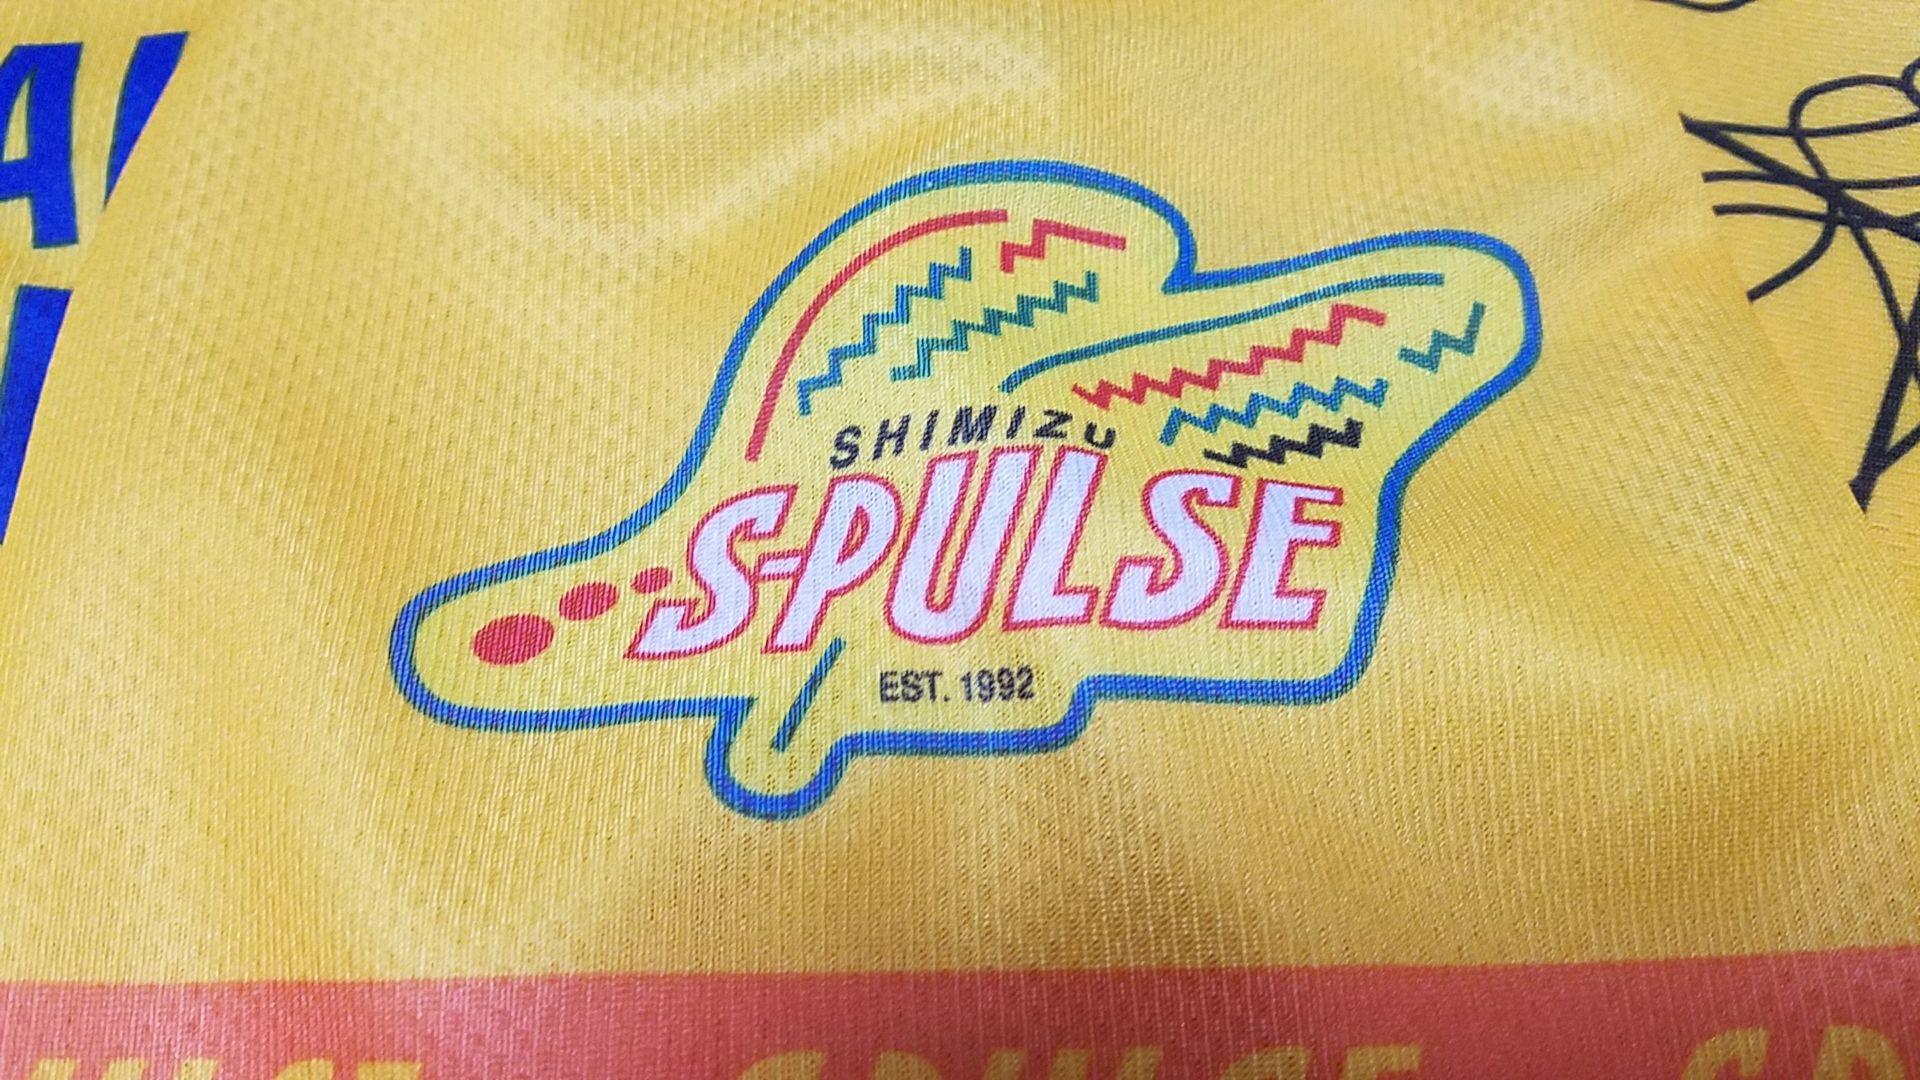 SHIMIZU
S-PULSE
EST. 1992